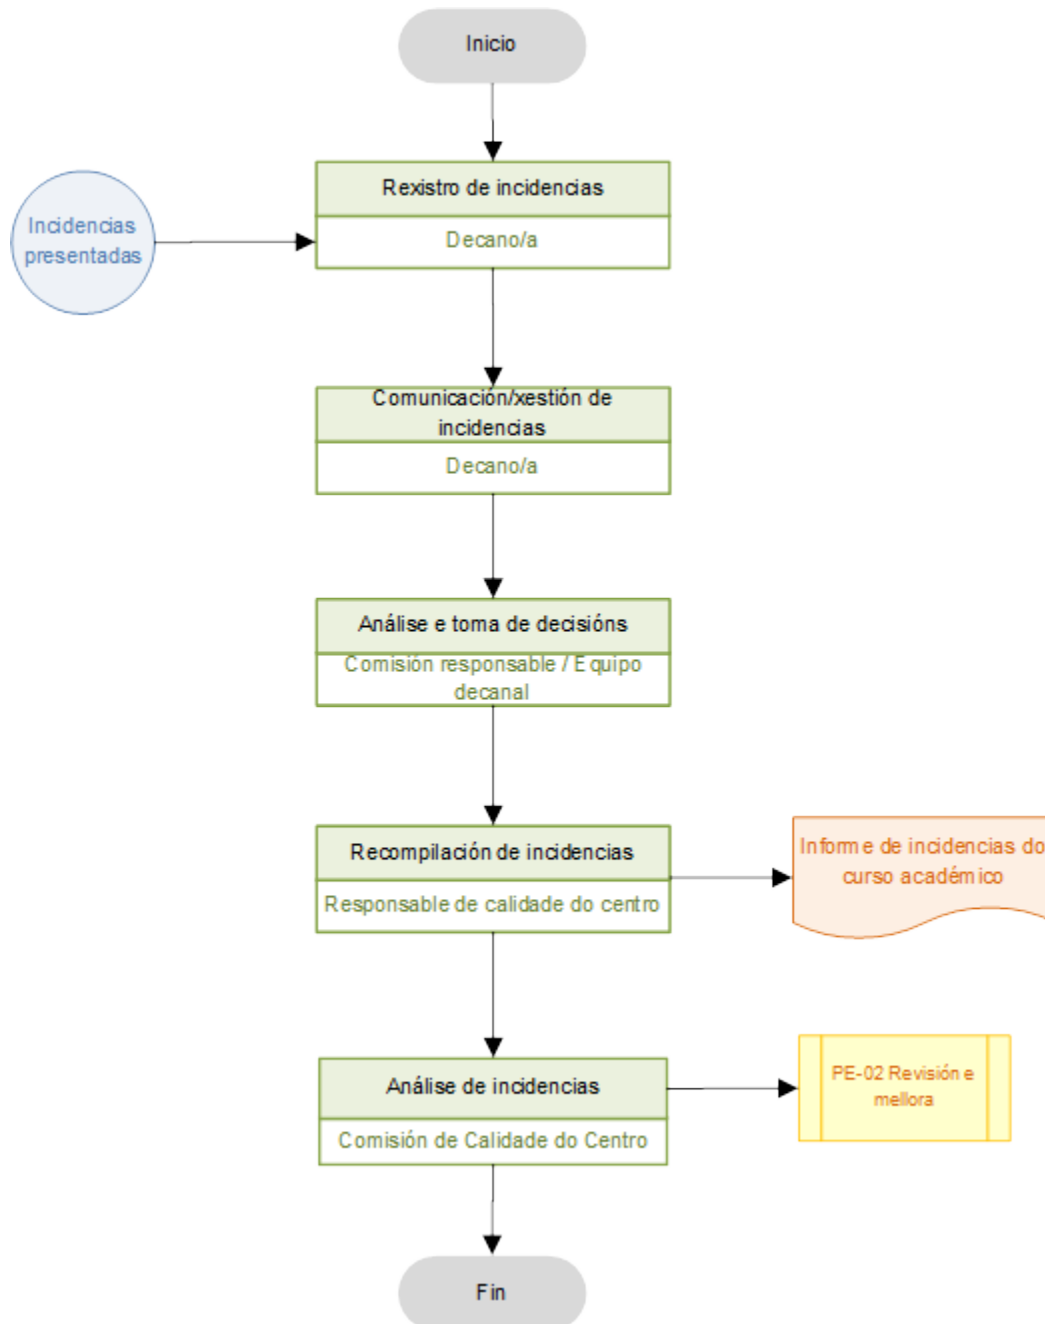 Inicio
Rexistro de incidencias
Decano/a
Incidencias
presentadas
Comunicación/xestión de
incidencias
Decano/a
Análise e toma de decisións
Comisión responsable / Equipo
decanal
Recompilación de incidencias
Responsable de calidade do centro
Informe de incidencias do
curso académico
Análise de incidencias
Comisión de Calidade do Centro
PE-02 Revisión e
mellora
Fin